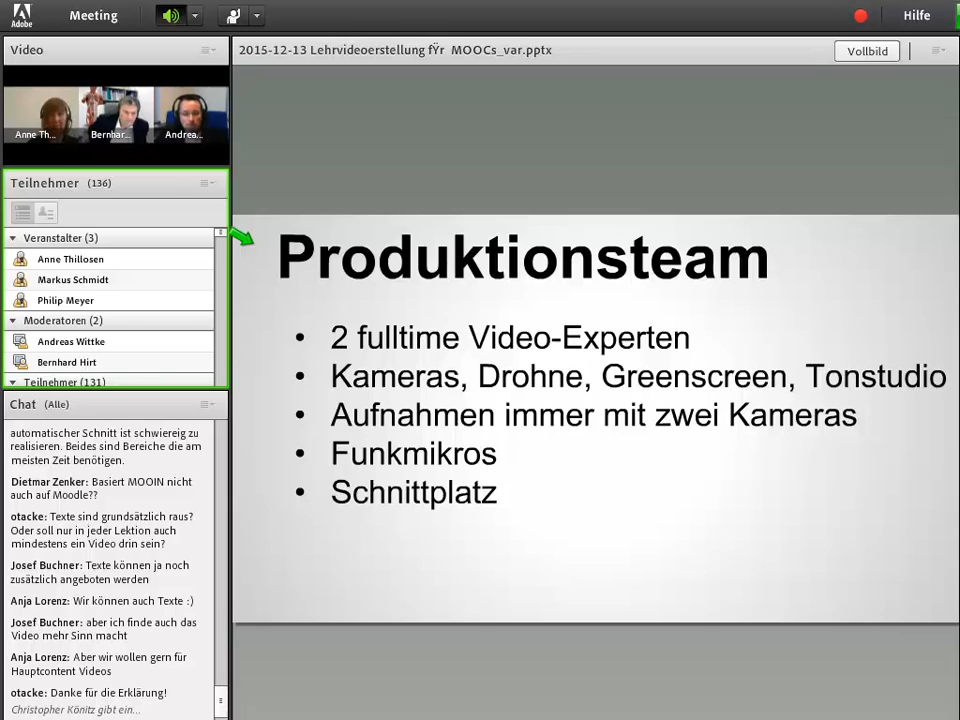 Adobe
Meeting
Hilfe
Video
2015-12-13 Lehrvideoerstellung fŸr MOOCs_var.pptx
Vollbild
Anne Th...
Bernhar...
Andrea...
Teilnehmer (136)
Veranstalter (3)
Anne Thillosen
Markus Schmidt
Philip Meyer
Moderatoren (2)
Andreas Wittke
Bernhard Hirt
Teilnehmer (131)
Chat (Alle)
automatischer Schnitt ist schwiereig zu
realisieren. Beides sind Bereiche die am
meisten Zeit benötigen.
Dietmar Zenker: Basiert MOOIN nicht
auch auf Moodle??
otacke: Texte sind grundsätzlich raus?
Oder soll nur in jeder Lektion auch
mindestens ein Video drin sein?
Josef Buchner: Texte können ja noch
zusätzlich angeboten werden
Anja Lorenz: Wir können auch Texte :)
Josef Buchner: aber ich finde auch das
Video mehr Sinn macht
Anja Lorenz: Aber wir wollen gern für
Hauptcontent Videos
otacke: Danke für die Erklärung!
Christopher Könitz gibt ein...
Produktionsteam
• 2 fulltime Video-Experten
• Kameras, Drohne, Greenscreen, Tonstudio
• Aufnahmen immer mit zwei Kameras
• Funkmikros
• Schnittplatz